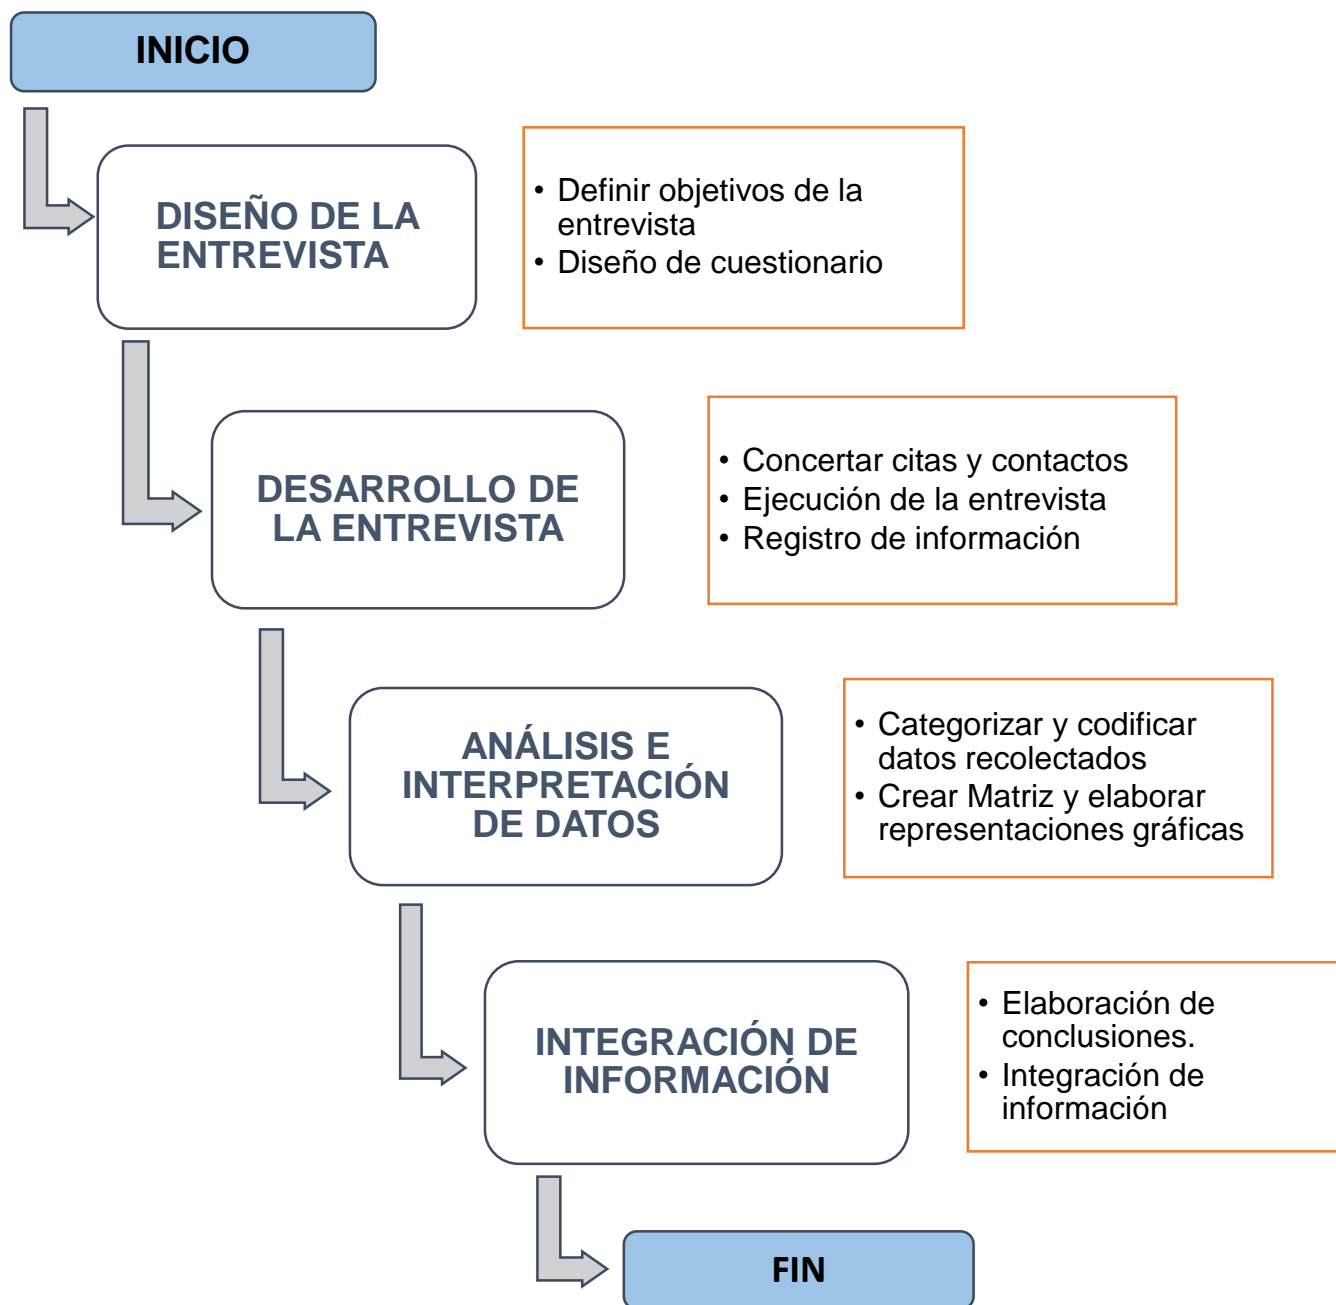 INICIO
DISEÑO DE LA
ENTREVISTA
• Definir objetivos de la
entrevista
• Diseño de cuestionario
DESARROLLO DE
LA ENTREVISTA
• Concertar citas y contactos
• Ejecución de la entrevista
• Registro de información
ANÁLISIS E
INTERPRETACIÓN
DE DATOS
• Categorizar y codificar
datos recolectados
• Crear Matriz y elaborar
representaciones gráficas
INTEGRACIÓN DE
INFORMACIÓN
• Elaboración de
conclusiones.
• Integración de
información
FIN